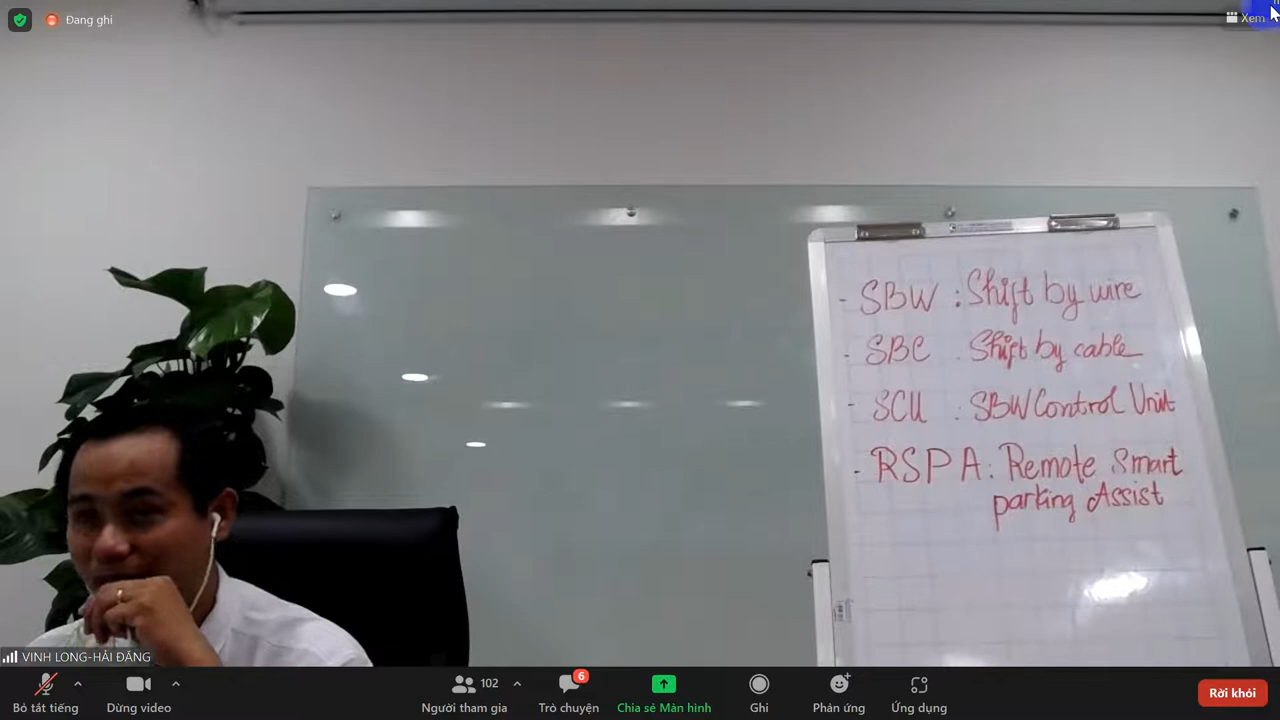 Đang ghi
Xem
- SBW : Shift by wire
- SBC : Shift by cable
- SCU : SBW Control Unit
- RSPA : Remote Smart
parking Assist
VINH LONG-HẢI ĐĂNG
Bỏ tắt tiếng
Dừng video
102
Người tham gia
6
Trò chuyện
Chia sẻ Màn hình
Ghi
Phản ứng
Ứng dụng
Rời khỏi